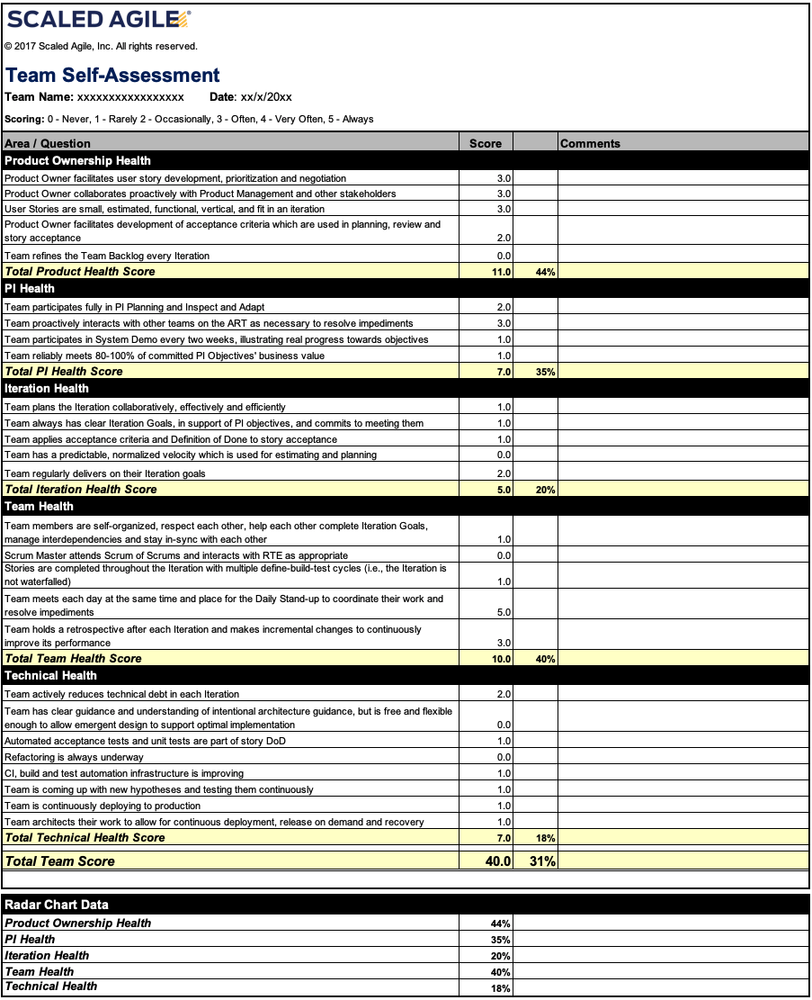 SCALED AGILE®
© 2017 Scaled Agile, Inc. All rights reserved.
Team Self-Assessment
Team Name: xxxxxxxxxxxxxxxxx Date: xx/x/20xx
Scoring: 0 - Never, 1 - Rarely 2 - Occasionally, 3 - Often, 4 - Very Often, 5 - Always
Area / Question Score Comments
Product Ownership Health
Product Owner facilitates user story development, prioritization and negotiation 3.0
Product Owner collaborates proactively with Product Management and other stakeholders 3.0
User Stories are small, estimated, functional, vertical, and fit in an iteration 3.0
Product Owner facilitates development of acceptance criteria which are used in planning, review and
story acceptance 2.0
Team refines the Team Backlog every Iteration 0.0
Total Product Health Score 11.0 44%
PI Health
Team participates fully in PI Planning and Inspect and Adapt 2.0
Team proactively interacts with other teams on the ART as necessary to resolve impediments 3.0
Team participates in System Demo every two weeks, illustrating real progress towards objectives 1.0
Team reliably meets 80-100% of committed PI Objectives' business value 1.0
Total PI Health Score 7.0 35%
Iteration Health
Team plans the Iteration collaboratively, effectively and efficiently 1.0
Team always has clear Iteration Goals, in support of PI objectives, and commits to meeting them 1.0
Team applies acceptance criteria and Definition of Done to story acceptance 1.0
Team has a predictable, normalized velocity which is used for estimating and planning 0.0
Team regularly delivers on their Iteration goals 2.0
Total Iteration Health Score 5.0 20%
Team Health
Team members are self-organized, respect each other, help each other complete Iteration Goals,
manage interdependencies and stay in-sync with each other 1.0
Scrum Master attends Scrum of Scrums and interacts with RTE as appropriate 0.0
Stories are completed throughout the Iteration with multiple define-build-test cycles (i.e., the Iteration is
not waterfalled) 1.0
Team meets each day at the same time and place for the Daily Stand-up to coordinate their work and
resolve impediments 5.0
Team holds a retrospective after each Iteration and makes incremental changes to continuously
improve its performance 3.0
Total Team Health Score 10.0 40%
Technical Health
Team actively reduces technical debt in each Iteration 2.0
Team has clear guidance and understanding of intentional architecture guidance, but is free and flexible
enough to allow emergent design to support optimal implementation 0.0
Automated acceptance tests and unit tests are part of story DoD 1.0
Refactoring is always underway 0.0
CI, build and test automation infrastructure is improving 1.0
Team is coming up with new hypotheses and testing them continuously 1.0
Team is continuously deploying to production 1.0
Team architects their work to allow for continuous deployment, release on demand and recovery 1.0
Total Technical Health Score 7.0 18%
Total Team Score 40.0 31%
Radar Chart Data
Product Ownership Health 44%
PI Health 35%
Iteration Health 20%
Team Health 40%
Technical Health 18%